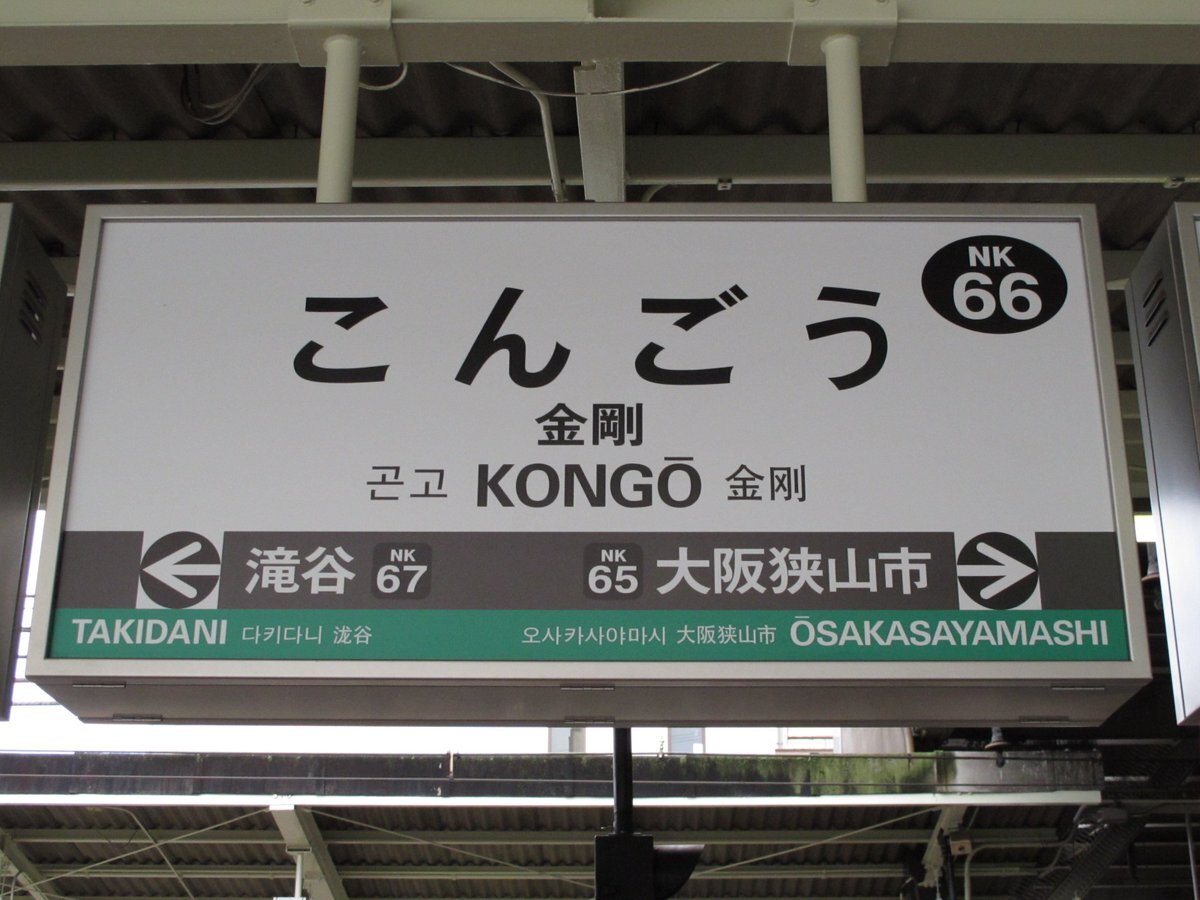 NK
66
こんごう
金剛
곤고 KONGŌ 金刚
滝谷 NK 67 NK 65 大阪狭山市
TAKIDANI 다키다니 泷谷 오사카사야마시 大阪狭山市 ŌSAKASAYAMASHI